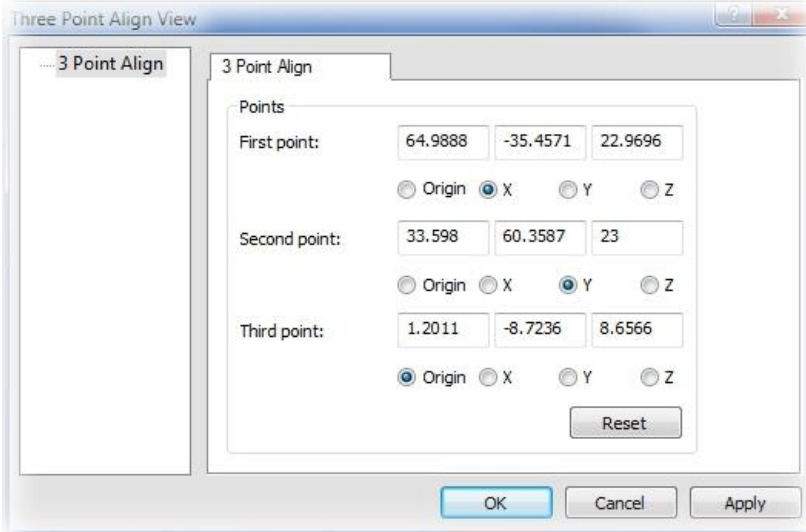 Three Point Align View
3 Point Align
3 Point Align
Points
First point: 64.9888 -35.4571 22.9696
Origin X Y Z
Second point: 33.598 60.3587 23
Origin X Y Z
Third point: 1.2011 -8.7236 8.6566
Origin X Y Z
Reset
OK Cancel Apply